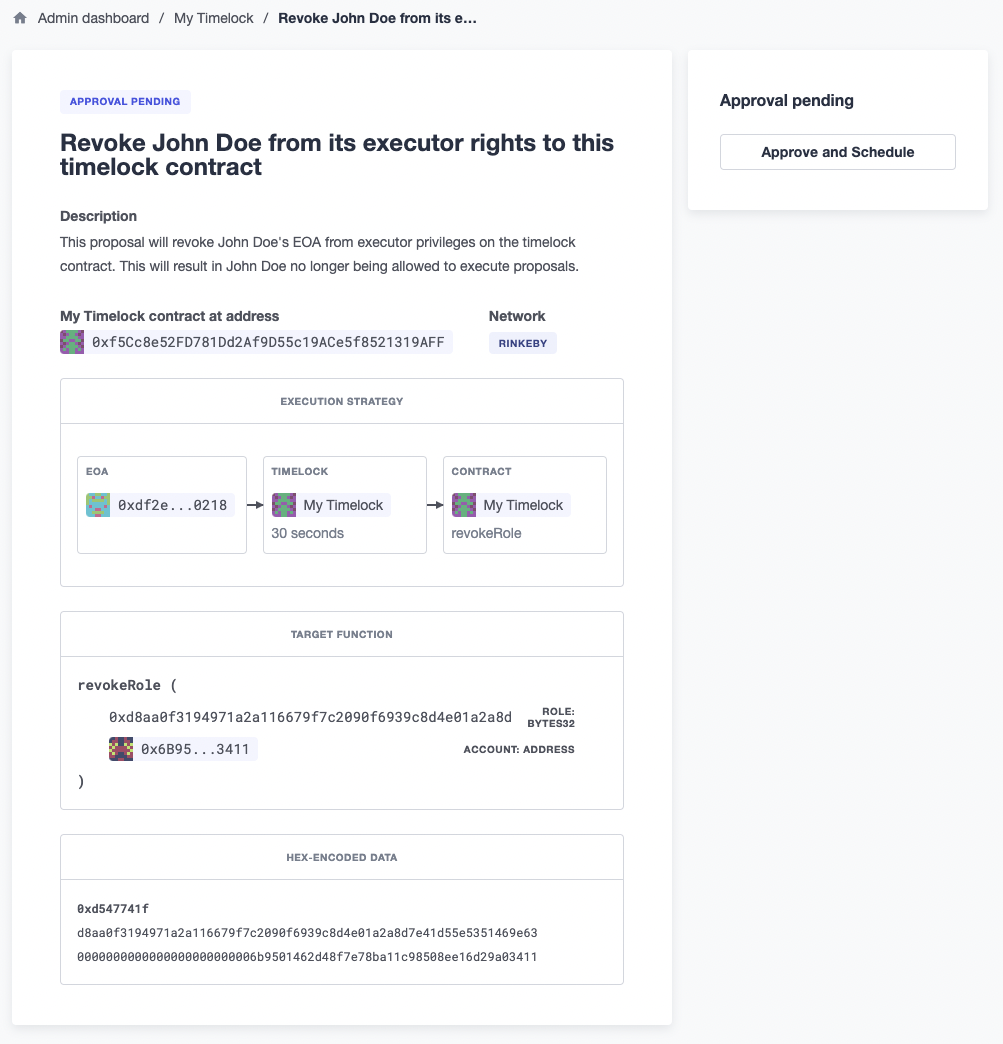 Admin dashboard / My Timelock / Revoke John Doe from its e...
APPROVAL PENDING
Revoke John Doe from its executor rights to this
timelock contract
Description
This proposal will revoke John Doe's EOA from executor privileges on the timelock
contract. This will result in John Doe no longer being allowed to execute proposals.
My Timelock contract at address
0xf5Cc8e52FD781Dd2Af9D55c19ACe5f8521319AFF
Network
RINKEBY
EXECUTION STRATEGY
EOA
0xdf2e...0218
TIMELOCK
My Timelock
30 seconds
CONTRACT
My Timelock
revokeRole
TARGET FUNCTION
revokeRole (
0xd8aa0f3194971a2a116679f7c2090f6939c8d4e01a2a8d
ROLE:
BYTES32
0x6B95...3411
ACCOUNT: ADDRESS
)
HEX-ENCODED DATA
0xd547741f
d8aa0f3194971a2a116679f7c2090f6939c8d4e01a2a8d7e41d55e5351469e63
0000000000000000000000006b9501462d48f7e78ba11c98508ee16d29a03411
Approval pending
Approve and Schedule